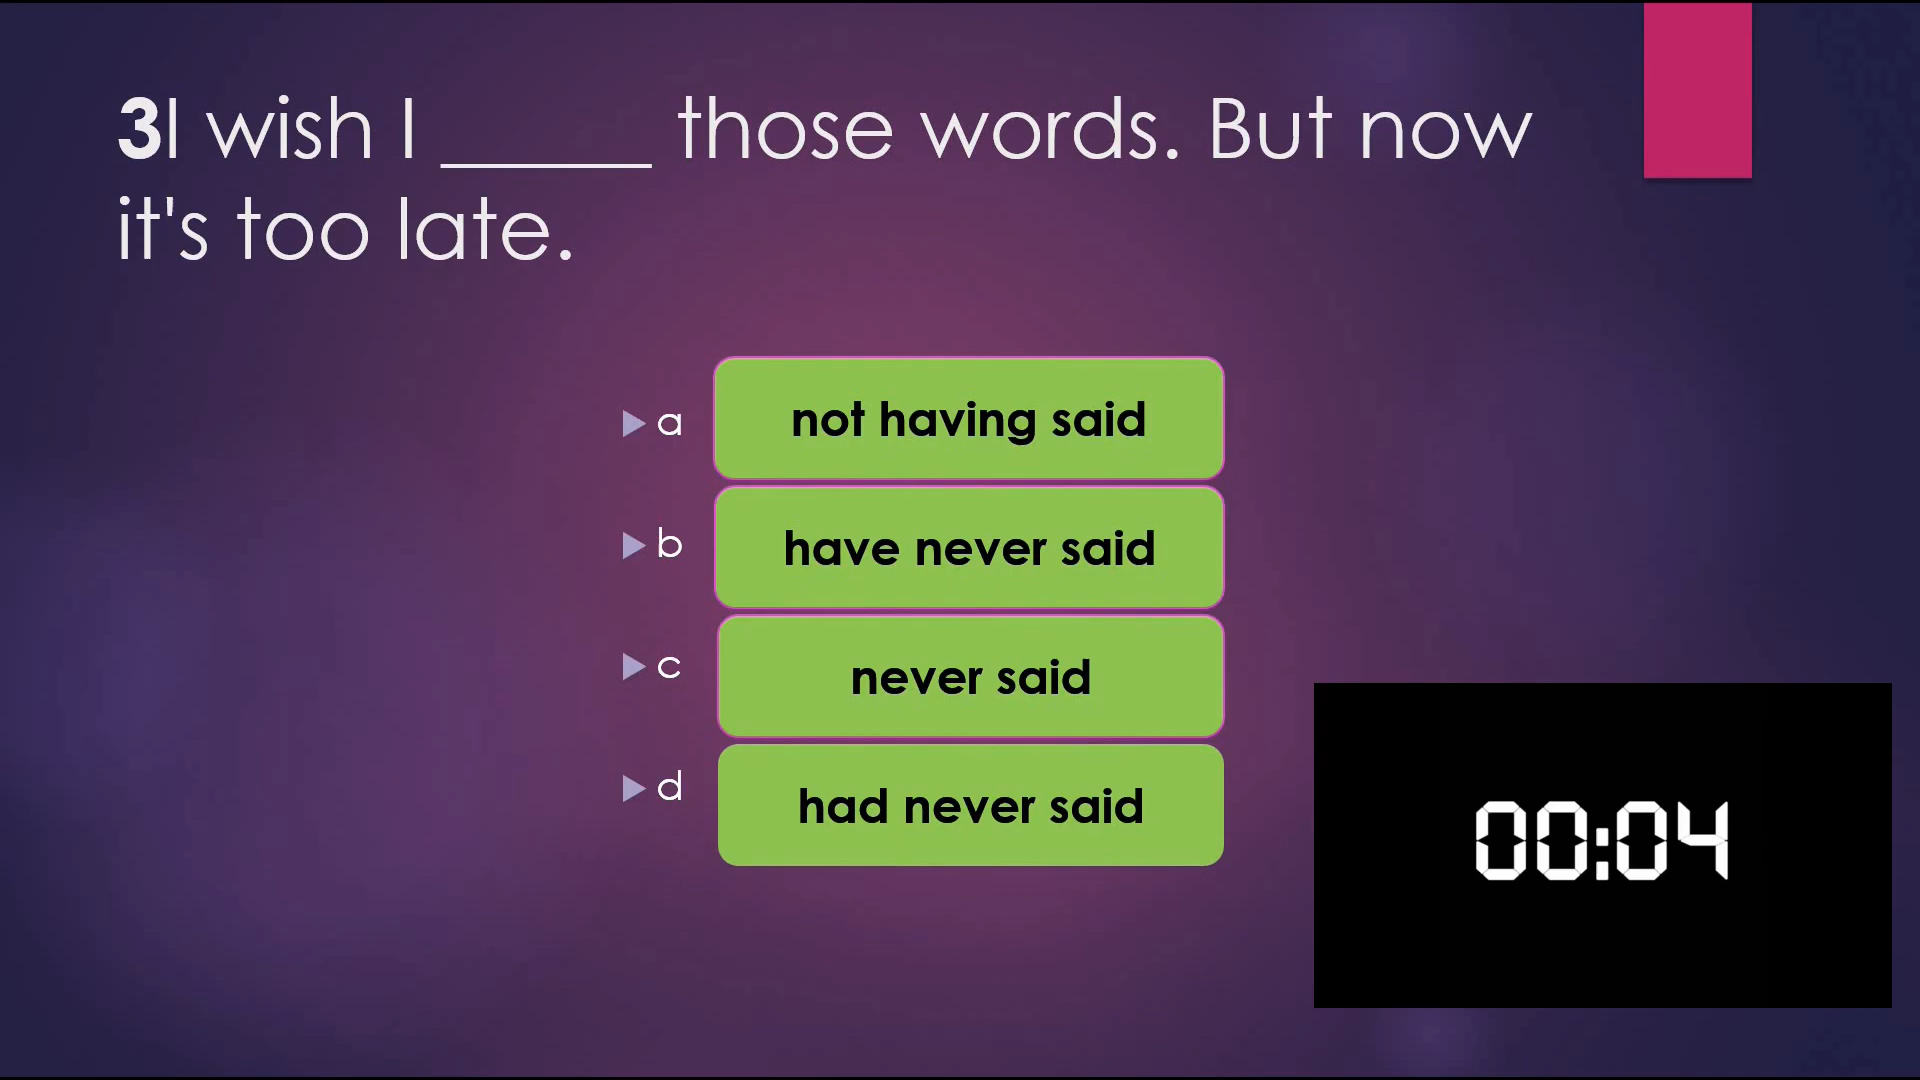 3I wish I _____ those words. But now
it's too late.
a not having said
b have never said
c never said
d had never said
00:04